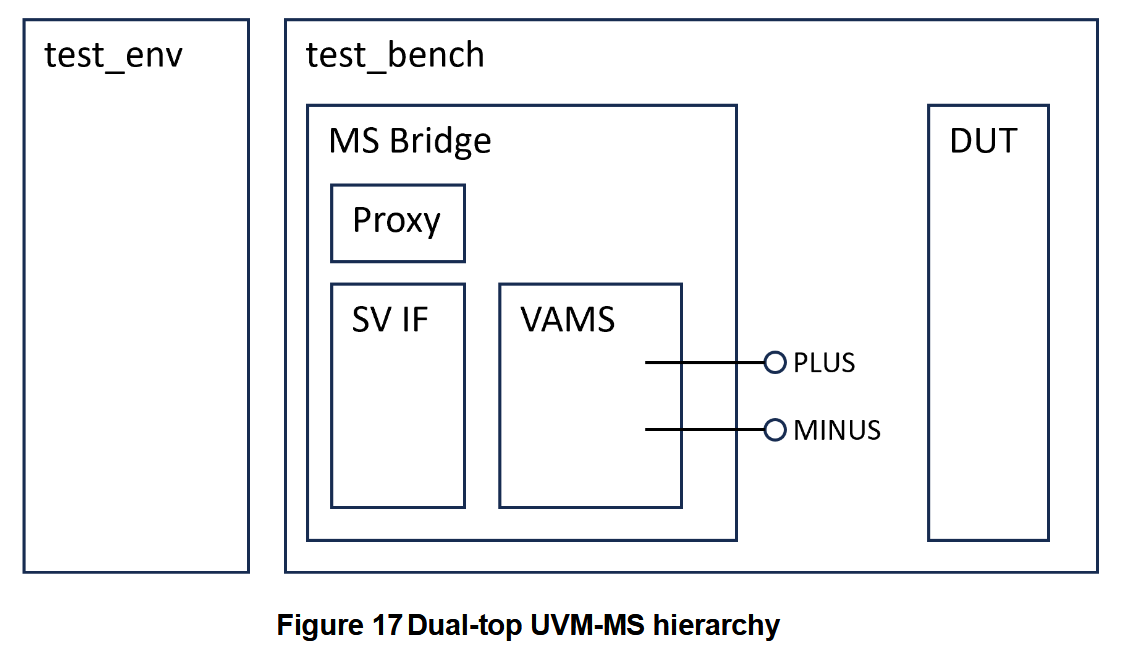 test_env
test_bench
MS Bridge
DUT
Proxy
SV IF
VAMS
PLUS
MINUS
Figure 17 Dual-top UVM-MS hierarchy